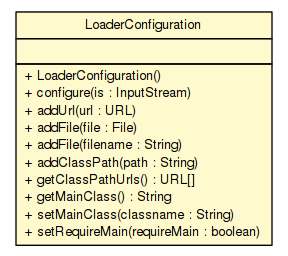 LoaderConfiguration
+ LoaderConfiguration()
+ configure(is : InputStream)
+ addUrl(url : URL)
+ addFile(file : File)
+ addFile(filename : String)
+ addClassPath(path : String)
+ getClassPathUrls() : URL[]
+ getMainClass() : String
+ setMainClass(classname : String)
+ setRequireMain(requireMain : boolean)